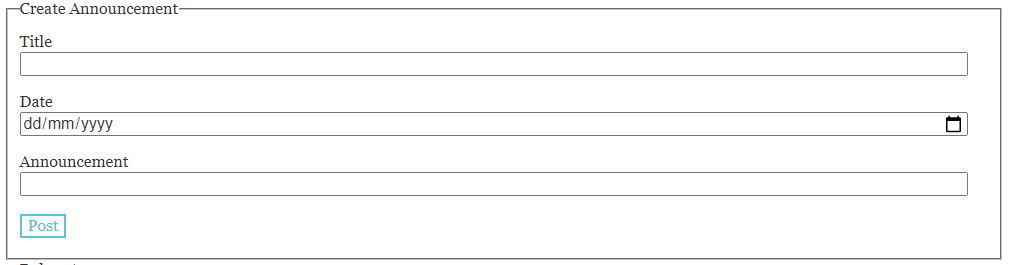 Create Announcement
Title
Date
dd/mm/yyyy
Announcement
Post